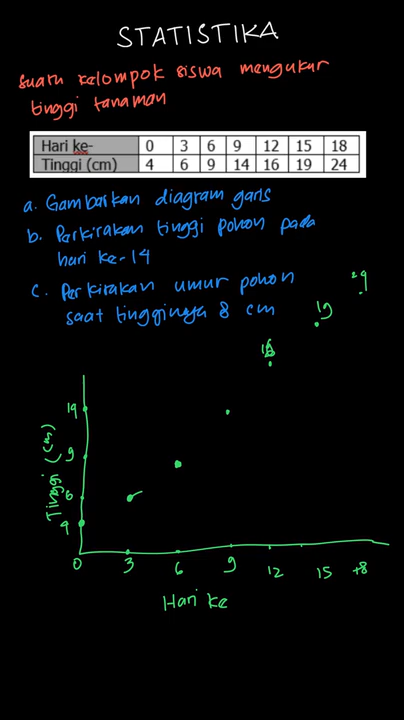 STATISTIKA
Suatu kelompok siswa mengukur
tinggi tanaman
Hari ke- 0 3 6 9 12 15 18
Tinggi (cm) 4 6 9 14 16 19 24
a. Gambarkan diagram garis
b. Perkirakan tinggi pohon pada
hari ke-14
c. Perkirakan umur pohon
saat tingginya 8 cm
24
19
16
14
9
6
4
Tinggi (cm)
0 3 6 9 12 15 18
Hari ke